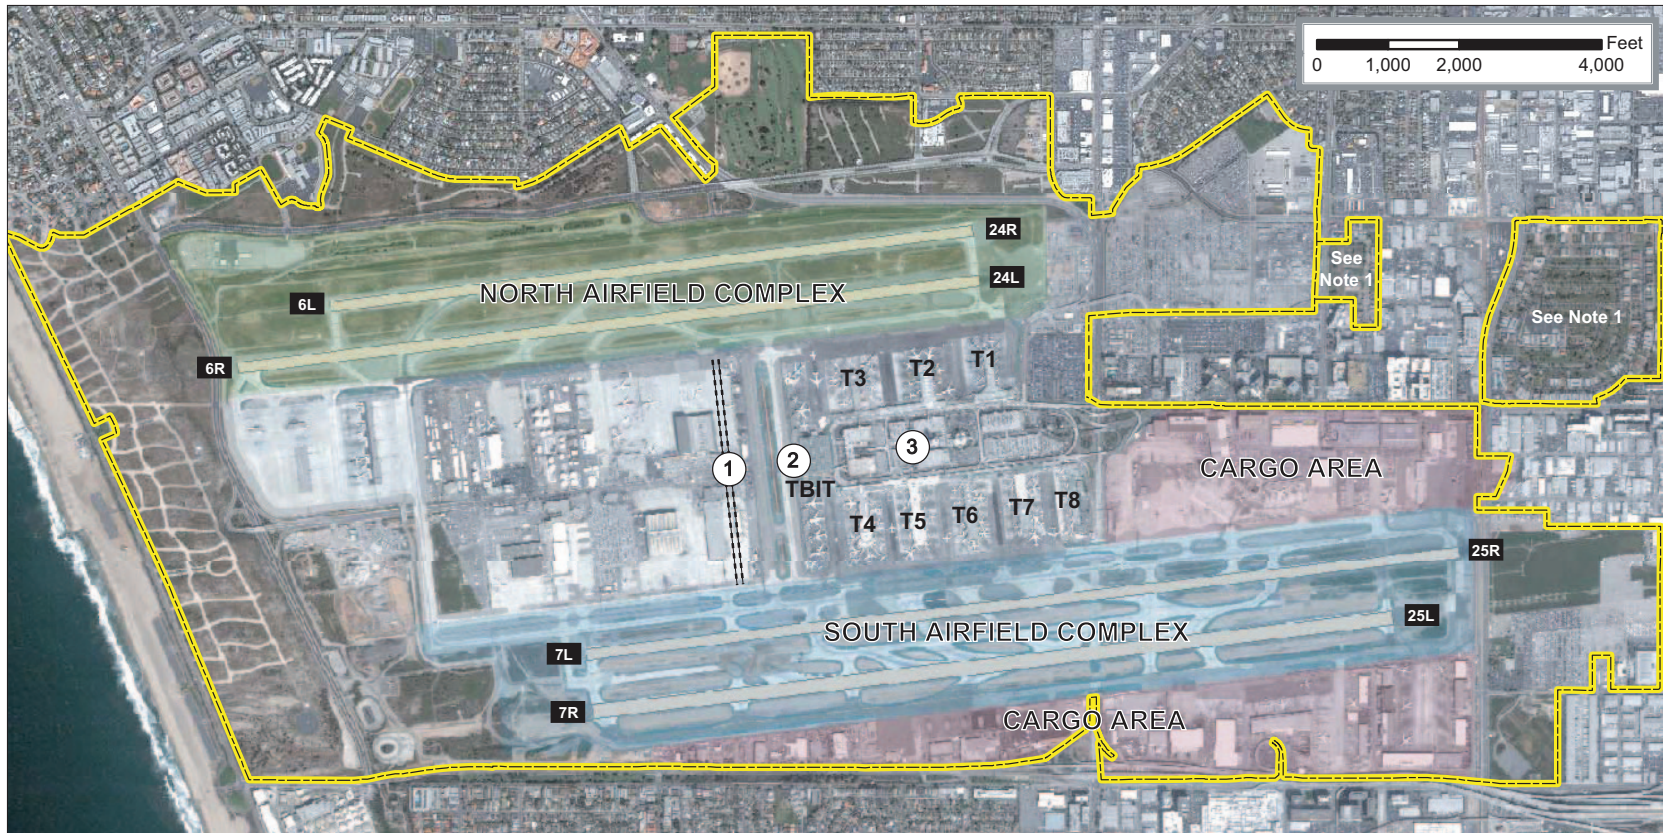 Feet
0 1,000 2,000 4,000
24R
24L
See
Note 1
See Note 1
NORTH AIRFIELD COMPLEX
6L
6R
T3
T2
T1
1
2
3
TBIT
CARGO AREA
T4
T5
T6
T7
T8
25R
25L
SOUTH AIRFIELD COMPLEX
7L
7R
CARGO AREA